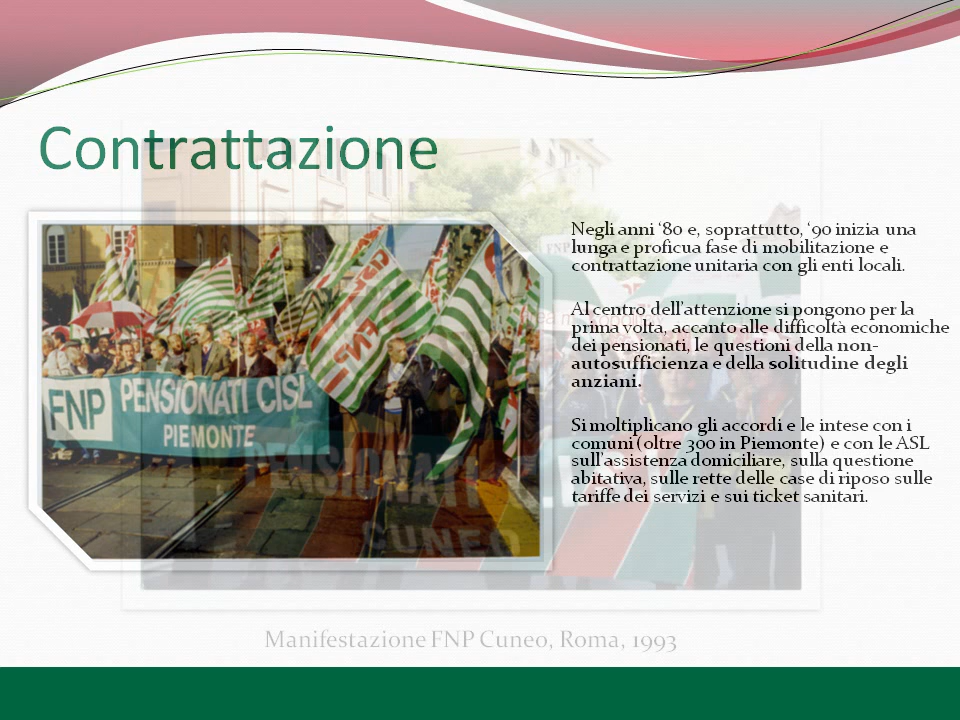 Contrattazione
Negli anni ‘80 e, soprattutto, ‘90 inizia una
lunga e proficua fase di mobilitazione e
contrattazione unitaria con gli enti locali.
Al centro dell’attenzione si pongono per la
prima volta, accanto alle difficoltà economiche
dei pensionati, le questioni della non-
autosufficienza e della solitudine degli
anziani.
Si moltiplicano gli accordi e le intese con i
comuni (oltre 300 in Piemonte) e con le ASL
sull’assistenza domiciliare, sulla questione
abitativa, sulle rette delle case di riposo sulle
tariffe dei servizi e sui ticket sanitari.
FNP
PENSIONATI CISL
PIEMONTE
FNP
FNP
PENSIONATI
CUNEO
Manifestazione FNP Cuneo, Roma, 1993